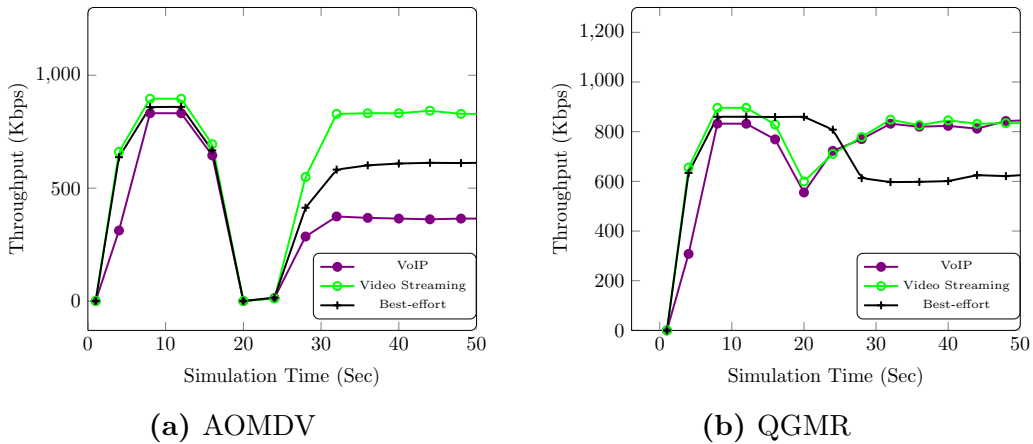 Throughput (Kbps)
1,000
500
0
0 10 20 30 40 50
Simulation Time (Sec)
VoIP
Video Streaming
Best-effort
(a) AOMDV
Throughput (Kbps)
1,200
1,000
800
600
400
200
0
0 10 20 30 40 50
Simulation Time (Sec)
VoIP
Video Streaming
Best-effort
(b) QGMR